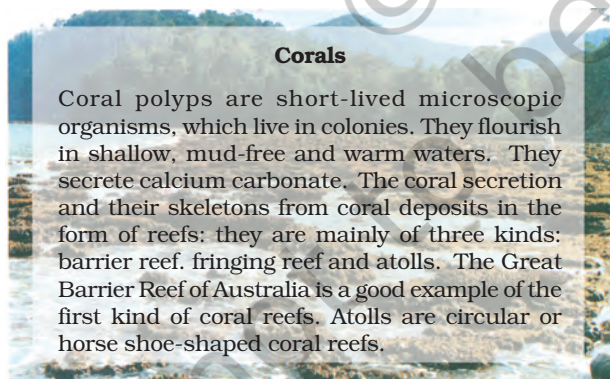 Corals
Coral polyps are short-lived microscopic
organisms, which live in colonies. They flourish
in shallow, mud-free and warm waters. They
secrete calcium carbonate. The coral secretion
and their skeletons from coral deposits in the
form of reefs: they are mainly of three kinds:
barrier reef. fringing reef and atolls. The Great
Barrier Reef of Australia is a good example of the
first kind of coral reefs. Atolls are circular or
horse shoe-shaped coral reefs.